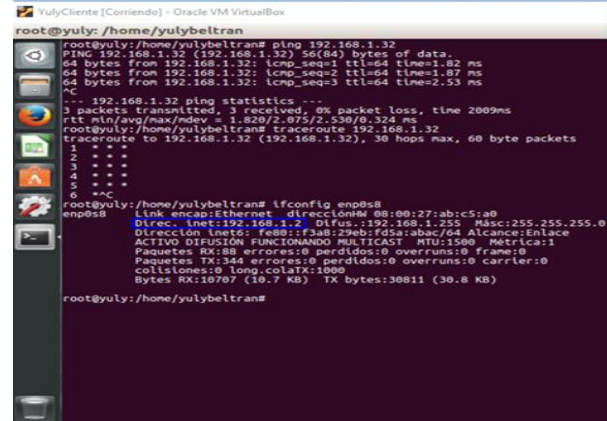 YulyCliente [Corriendo] - Oracle VM VirtualBox
root@yuly: /home/yulybeltran
root@yuly:/home/yulybeltran# ping 192.168.1.32
PING 192.168.1.32 (192.168.1.32) 56(84) bytes of data.
64 bytes from 192.168.1.32: icmp_seq=1 ttl=64 time=1.82 ms
64 bytes from 192.168.1.32: icmp_seq=2 ttl=64 time=1.87 ms
64 bytes from 192.168.1.32: icmp_seq=3 ttl=64 time=2.53 ms
^C
--- 192.168.1.32 ping statistics ---
3 packets transmitted, 3 received, 0% packet loss, time 2009ms
rtt min/avg/max/mdev = 1.820/2.075/2.530/0.324 ms
root@yuly:/home/yulybeltran# traceroute 192.168.1.32
traceroute to 192.168.1.32 (192.168.1.32), 30 hops max, 60 byte packets
1 * * *
2 * * *
3 * * *
4 * * *
5 * * *
6 *^C
root@yuly:/home/yulybeltran# ifconfig enp0s8
enp0s8 Link encap:Ethernet direcciónHW 08:00:27:ab:c5:a0
Direc. inet:192.168.1.2 Difus.:192.168.1.255 Másc:255.255.255.0
Dirección inet6: fe80::f3a8:29eb:fd5a:abac/64 Alcance:Enlace
ACTIVO DIFUSIÓN FUNCIONANDO MULTICAST MTU:1500 Métrica:1
Paquetes RX:88 errores:0 perdidos:0 overruns:0 frame:0
Paquetes TX:344 errores:0 perdidos:0 overruns:0 carrier:0
colisiones:0 long.colaTX:1000
Bytes RX:10707 (10.7 KB) TX bytes:30811 (30.8 KB)
root@yuly:/home/yulybeltran#